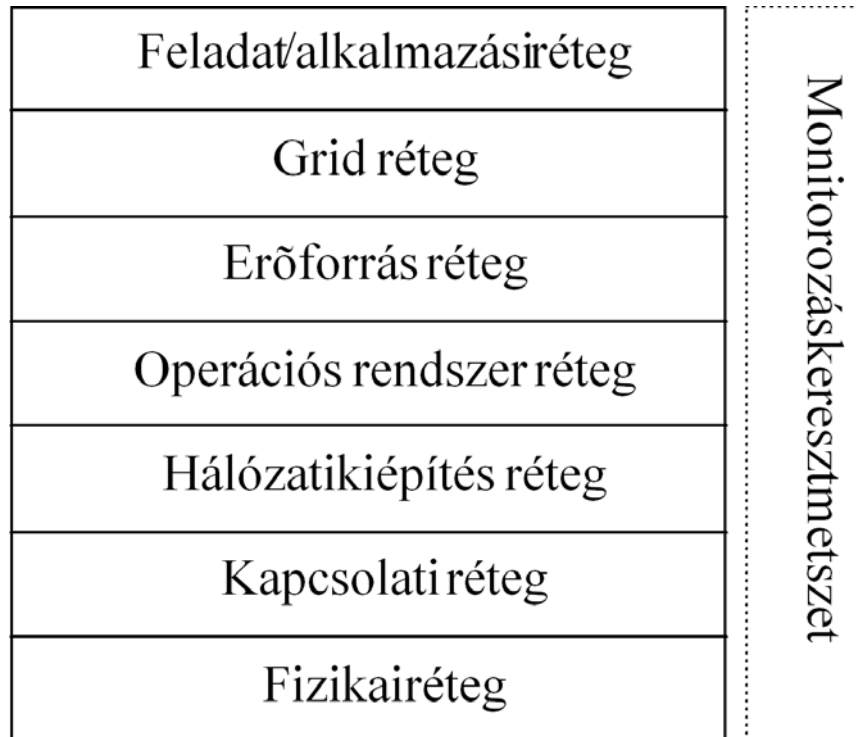 Feladat/alkalmazásiréteg
Grid réteg
Erõforrás réteg
Operációs rendszer réteg
Hálózatikiépítés réteg
Kapcsolati réteg
Fizikairéteg
Monitorozáskeresztmetszet